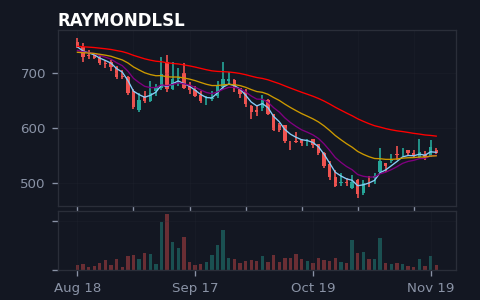 RAYMONDLSL
700
600
500
Aug 18
Sep 17
Oct 19
Nov 19